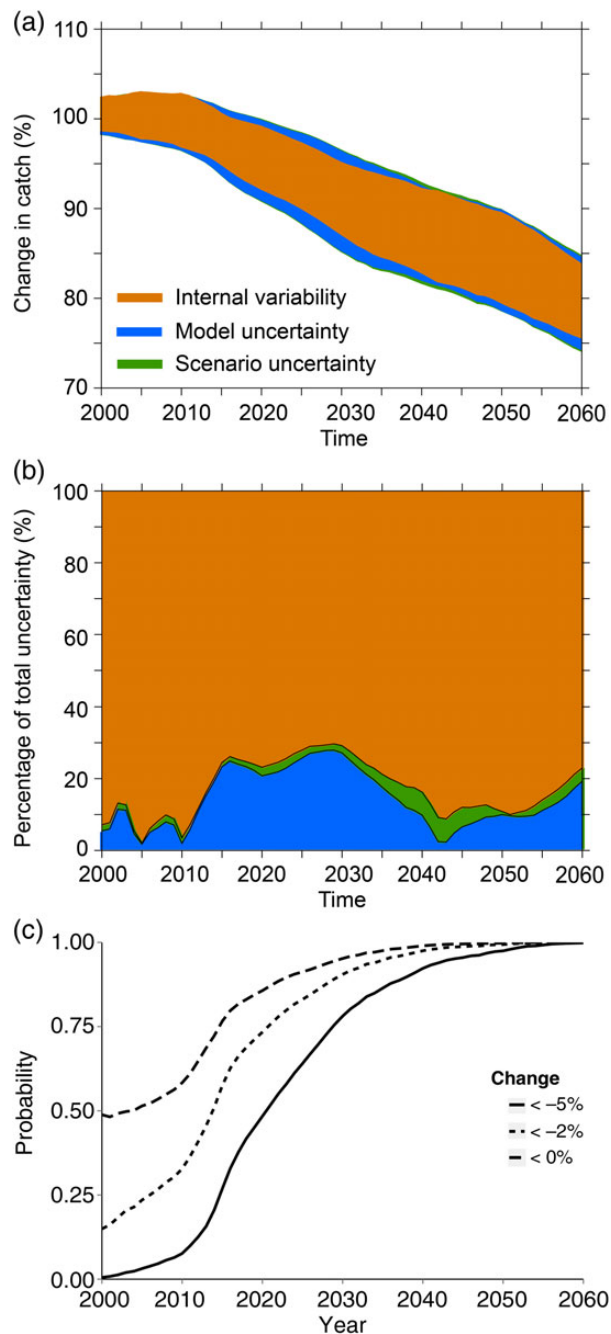 (a)
110
100
90
80
70
Change in catch (%)
Internal variability
Model uncertainty
Scenario uncertainty
2000 2010 2020 2030 2040 2050 2060
Time
(b)
100
80
60
40
20
0
Percentage of total uncertainty (%)
2000 2010 2020 2030 2040 2050 2060
Time
(c)
1.00
0.75
0.50
0.25
0.00
Probability
Change
< –5%
< –2%
< 0%
2000 2010 2020 2030 2040 2050 2060
Year